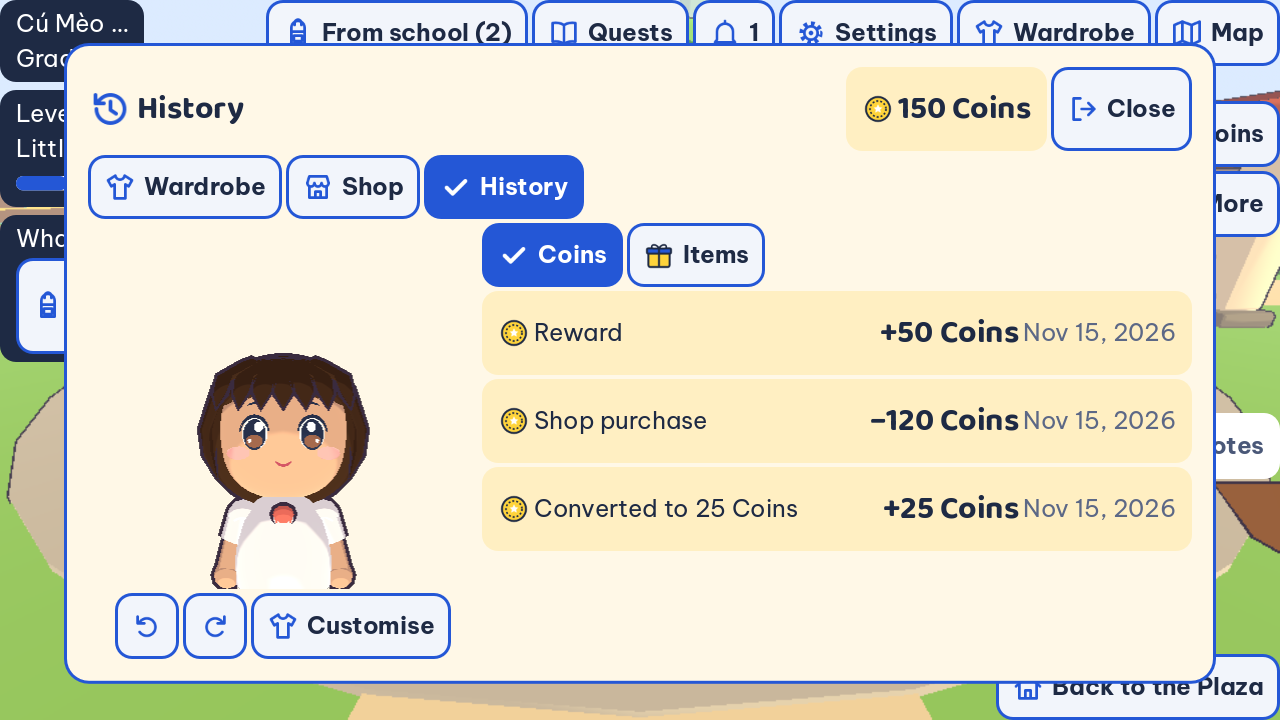 Cú Mèo ...
From school (2)
Quests
1
Settings
Wardrobe
Map
History
150 Coins
Close
Wardrobe
Shop
History
Coins
Items
Reward
+50 Coins
Nov 15, 2026
Shop purchase
−120 Coins
Nov 15, 2026
Converted to 25 Coins
+25 Coins
Nov 15, 2026
Customise
Back to the Plaza